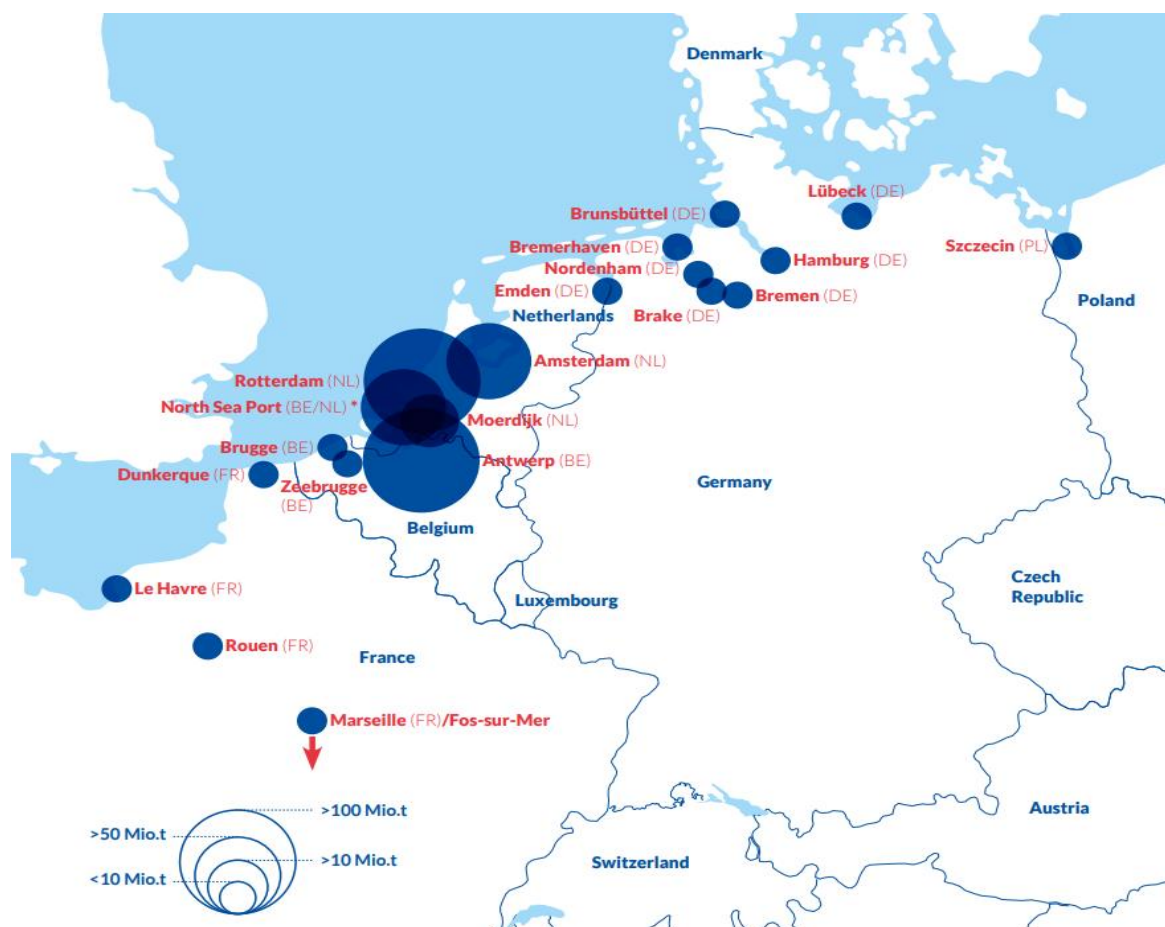 Denmark
Lübeck (DE)
Brunsbüttel (DE)
Bremerhaven (DE)
Szczecin (PL)
Hamburg (DE)
Nordenham (DE)
Emden (DE)
Bremen (DE)
Poland
Netherlands
Brake (DE)
Amsterdam (NL)
Rotterdam (NL)
North Sea Port (BE/NL) *
Moerdijk (NL)
Brugge (BE)
Antwerp (BE)
Dunkerque (FR)
Zeebrugge
(BE)
Germany
Belgium
Czech
Republic
Le Havre (FR)
Luxembourg
Rouen (FR)
France
Marseille (FR)/Fos-sur-Mer
>100 Mio.t
>50 Mio.t
>10 Mio.t
<10 Mio.t
Austria
Switzerland